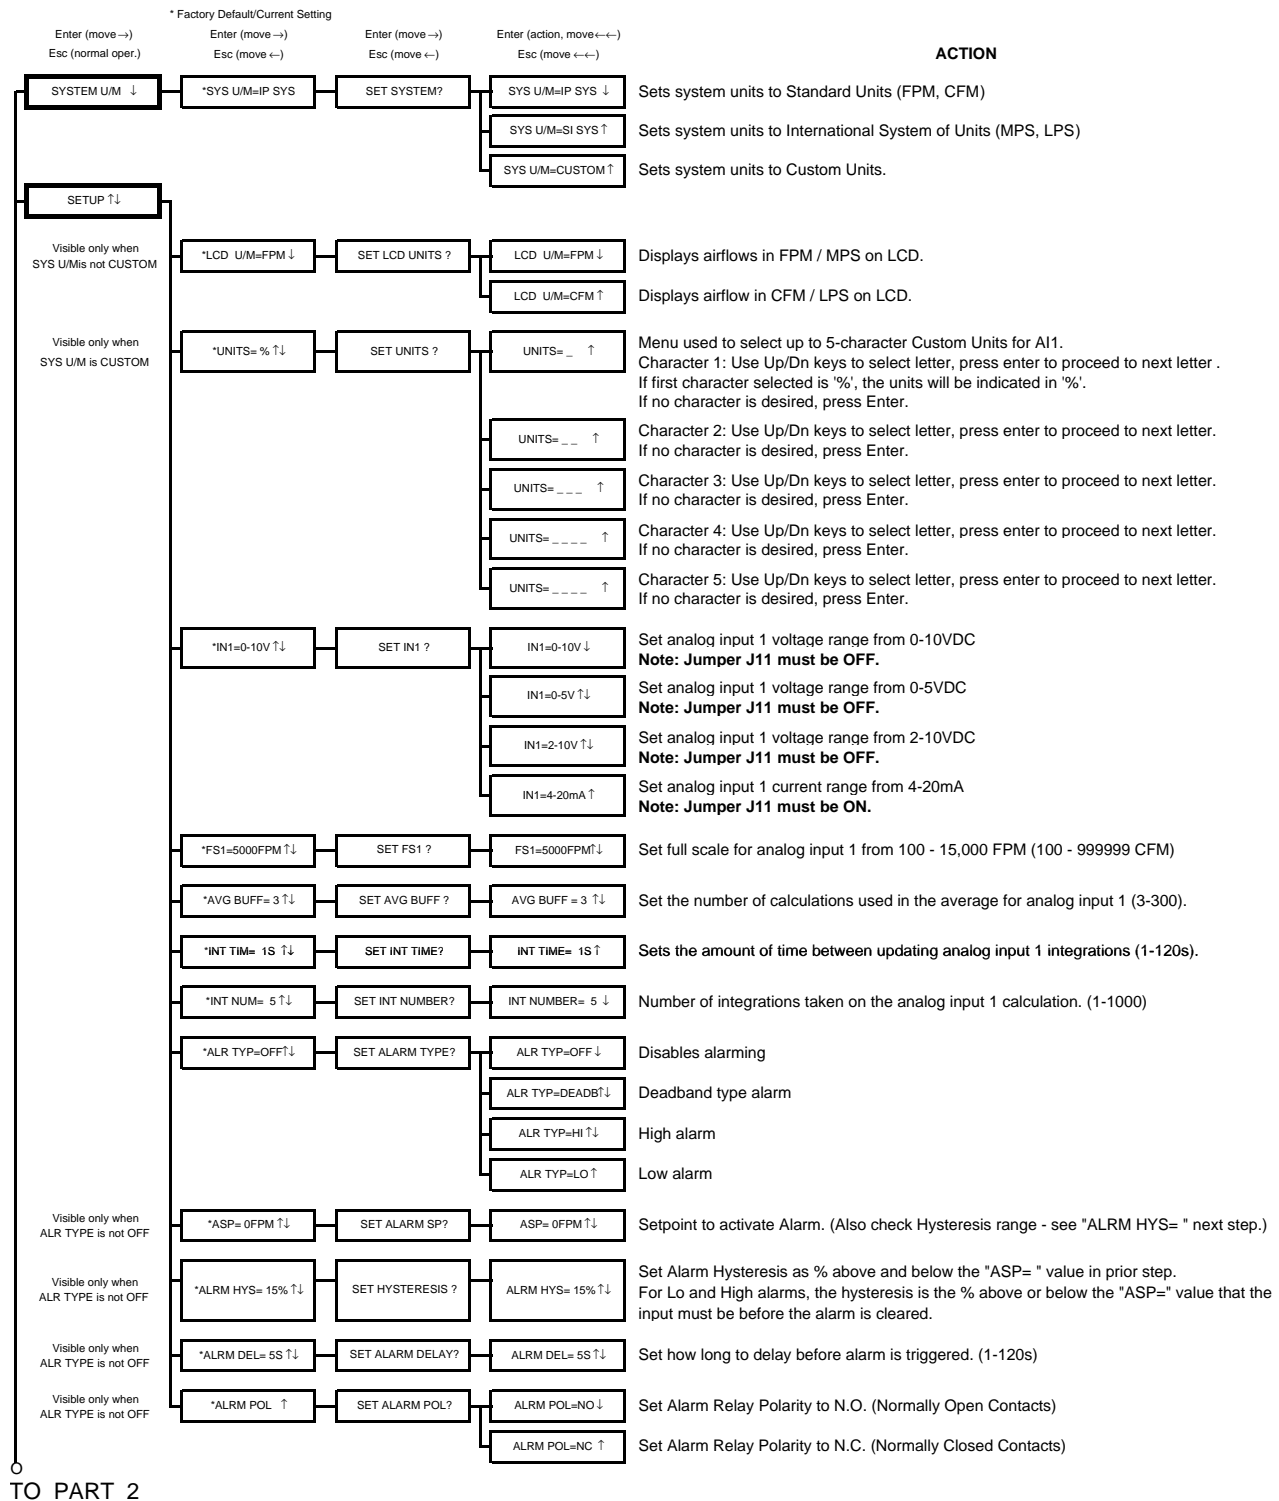 * Factory Default/Current Setting
Enter (move→) Enter (move→) Enter (move→) Enter (action, move←←)
Esc (normal oper.) Esc (move←) Esc (move←) Esc (move←←) ACTION
SYSTEM U/M ↓ *SYS U/M=IP SYS SET SYSTEM? SYS U/M=IP SYS ↓ Sets system units to Standard Units (FPM, CFM)
SYS U/M=SI SYS↑ Sets system units to International System of Units (MPS, LPS)
SYS U/M=CUSTOM↑ Sets system units to Custom Units.
SETUP ↑↓
Visible only when
SYS U/Mis not CUSTOM
*LCD U/M=FPM↓ SET LCD UNITS ? LCD U/M=FPM↓ Displays airflows in FPM / MPS on LCD.
LCD U/M=CFM↑ Displays airflow in CFM / LPS on LCD.
Visible only when
SYS U/M is CUSTOM
*UNITS= % ↑↓ SET UNITS ? UNITS= _ ↑ Menu used to select up to 5-character Custom Units for AI1.
Character 1: Use Up/Dn keys to select letter, press enter to proceed to next letter .
If first character selected is '%', the units will be indicated in '%'.
If no character is desired, press Enter.
UNITS= _ _ ↑ Character 2: Use Up/Dn keys to select letter, press enter to proceed to next letter.
If no character is desired, press Enter.
UNITS= _ _ _ ↑ Character 3: Use Up/Dn keys to select letter, press enter to proceed to next letter.
If no character is desired, press Enter.
UNITS= _ _ _ _ ↑ Character 4: Use Up/Dn keys to select letter, press enter to proceed to next letter.
If no character is desired, press Enter.
UNITS= _ _ _ _ ↑ Character 5: Use Up/Dn keys to select letter, press enter to proceed to next letter.
If no character is desired, press Enter.
*IN1=0-10V↑↓ SET IN1 ? IN1=0-10V↓ Set analog input 1 voltage range from 0-10VDC
Note: Jumper J11 must be OFF.
IN1=0-5V↑↓ Set analog input 1 voltage range from 0-5VDC
Note: Jumper J11 must be OFF.
IN1=2-10V↑↓ Set analog input 1 voltage range from 2-10VDC
Note: Jumper J11 must be OFF.
IN1=4-20mA↑ Set analog input 1 current range from 4-20mA
Note: Jumper J11 must be ON.
*FS1=5000FPM↑↓ SET FS1 ? FS1=5000FPM↑↓ Set full scale for analog input 1 from 100 - 15,000 FPM (100 - 999999 CFM)
*AVG BUFF= 3↑↓ SET AVG BUFF ? AVG BUFF = 3 ↑↓ Set the number of calculations used in the average for analog input 1 (3-300).
*INT TIM= 1S ↑↓ SET INT TIME? INT TIME= 1S↑ Sets the amount of time between updating analog input 1 integrations (1-120s).
*INT NUM= 5↑↓ SET INT NUMBER? INT NUMBER= 5 ↓ Number of integrations taken on the analog input 1 calculation. (1-1000)
*ALR TYP=OFF↑↓ SET ALARM TYPE? ALR TYP=OFF↓ Disables alarming
ALR TYP=DEADB↑↓ Deadband type alarm
ALR TYP=HI↑↓ High alarm
ALR TYP=LO↑ Low alarm
Visible only when
ALR TYPE is not OFF
*ASP= 0FPM↑↓ SET ALARM SP? ASP= 0FPM↑↓ Setpoint to activate Alarm. (Also check Hysteresis range - see "ALRM HYS= " next step.)
Visible only when
ALR TYPE is not OFF
*ALRM HYS= 15%↑↓ SET HYSTERESIS ? ALRM HYS= 15%↑↓ Set Alarm Hysteresis as % above and below the "ASP= " value in prior step.
For Lo and High alarms, the hysteresis is the % above or below the "ASP=" value that the
input must be before the alarm is cleared.
Visible only when
ALR TYPE is not OFF
*ALRM DEL= 5S↑↓ SET ALARM DELAY? ALRM DEL= 5S↑↓ Set how long to delay before alarm is triggered. (1-120s)
Visible only when
ALR TYPE is not OFF
*ALRM POL ↑ SET ALARM POL? ALRM POL=NO↓ Set Alarm Relay Polarity to N.O. (Normally Open Contacts)
ALRM POL=NC ↑ Set Alarm Relay Polarity to N.C. (Normally Closed Contacts)
TO PART 2